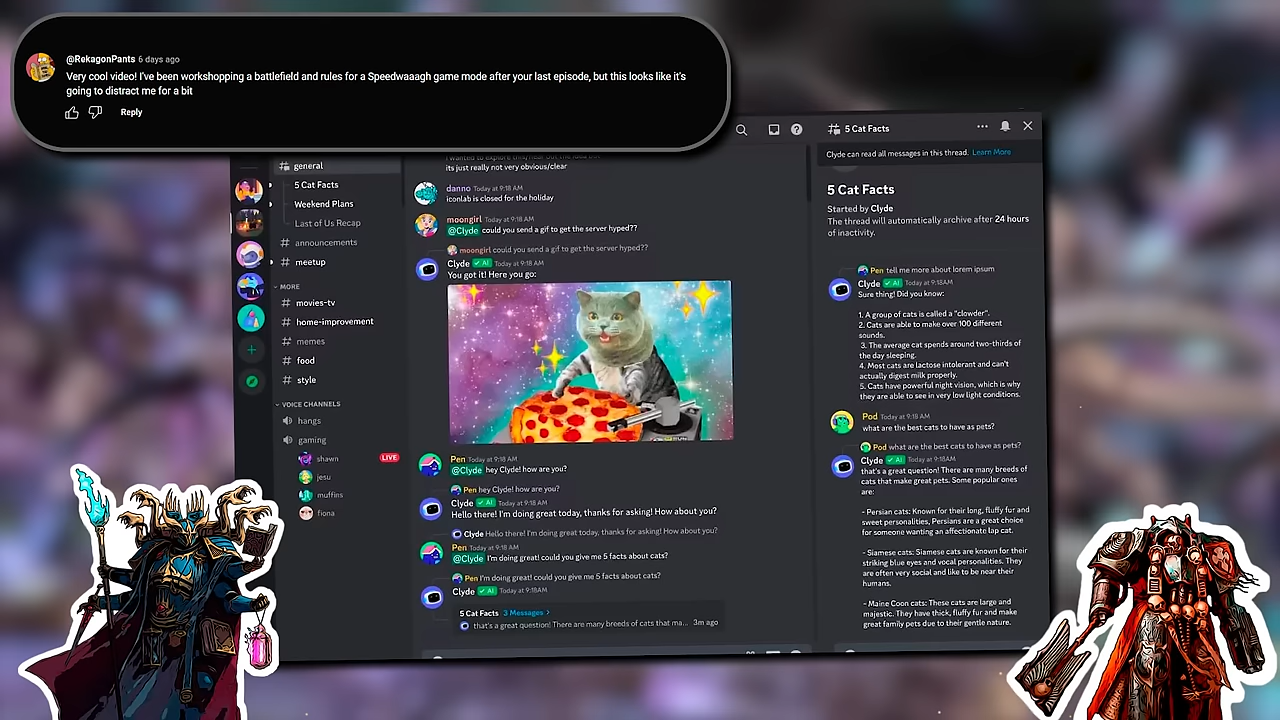 @RekagonPants 6 days ago
Very cool video! I've been workshopping a battlefield and rules for a Speedwaaagh game mode after your last episode, but this looks like it's
going to distract me for a bit
Reply
general
5 Cat Facts
Weekend Plans
Last of Us Recap
announcements
meetup
MORE
movies-tv
home-improvement
memes
food
style
VOICE CHANNELS
hangs
gaming
shawn
LIVE
jesu
muffins
fiona
its just really not very obvious/clear
danno Today at 9:18 AM
iconlab is closed for the holiday
moongirl Today at 9:18 AM
@Clyde could you send a gif to get the server hyped??
moongirl could you send a gif to get the server hyped??
Clyde ✓ AI Today at 9:18 AM
You got it! Here you go:
Pen Today at 9:18 AM
@Clyde hey Clyde! how are you?
Pen hey Clyde! how are you?
Clyde ✓ AI Today at 9:18 AM
Hello there! I'm doing great today, thanks for asking! How about you?
Clyde Hello there! I'm doing great today, thanks for asking! How about you?
Pen Today at 9:18 AM
@Clyde I'm doing great! could you give me 5 facts about cats?
Pen I'm doing great! could you give me 5 facts about cats?
Clyde ✓ AI Today at 9:18AM
5 Cat Facts 3 Messages ›
that's a great question! There are many breeds of cats that ma... 3m ago
5 Cat Facts
Clyde can read all messages in this thread. Learn More
5 Cat Facts
Started by Clyde
The thread will automatically archive after 24 hours
of inactivity.
Pen tell me more about lorem ipsum
Clyde ✓ AI Today at 9:18AM
Sure thing! Did you know:
1. A group of cats is called a "clowder".
2. Cats are able to make over 100 different
sounds.
3. The average cat spends around two-thirds of
the day sleeping.
4. Most cats are lactose intolerant and can't
actually digest milk properly.
5. Cats have powerful night vision, which is why
they are able to see in very low light conditions.
Pod Today at 9:18 AM
what are the best cats to have as pets?
Pod what are the best cats to have as pets?
Clyde ✓ AI Today at 9:18AM
that's a great question! There are many breeds of
cats that make great pets. Some popular ones
are:
- Persian cats: Known for their long, fluffy fur and
sweet personalities, Persians are a great choice
for someone wanting an affectionate lap cat.
- Siamese cats: Siamese cats are known for their
striking blue eyes and vocal personalities. They
are often very social and like to be near their
humans.
- Maine Coon cats: These cats are large and
majestic. They have thick, fluffy fur and make
great family pets due to their gentle nature.